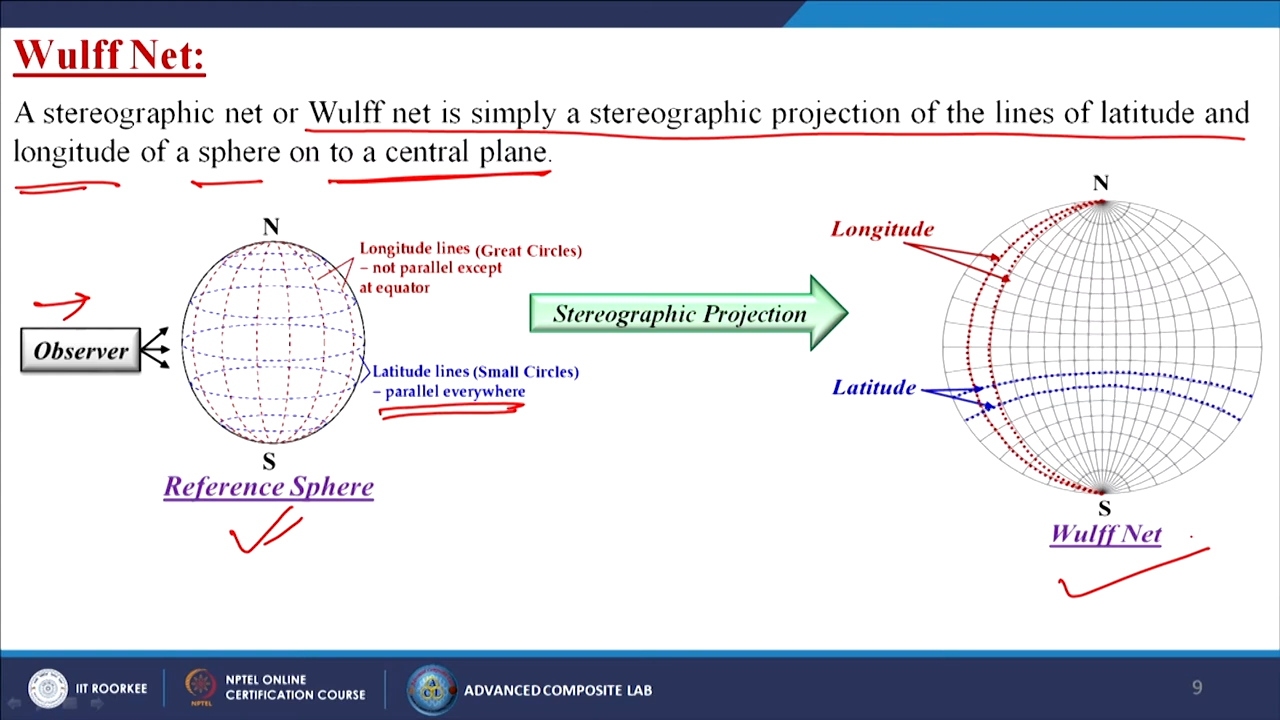 Wulff Net:
A stereographic net or Wulff net is simply a stereographic projection of the lines of latitude and
longitude of a sphere on to a central plane.
N
Longitude lines (Great Circles)
– not parallel except
at equator
Observer
Latitude lines (Small Circles)
– parallel everywhere
S
Reference Sphere
Stereographic Projection
N
Longitude
Latitude
S
Wulff Net
IIT ROORKEE
NPTEL
NPTEL ONLINE
CERTIFICATION COURSE
ADVANCED COMPOSITE LAB
9